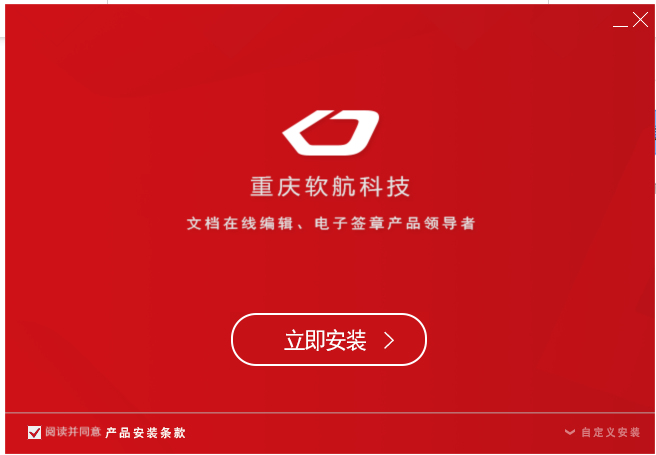 重庆软航科技
文档在线编辑、电子签章产品领导者
立即安装
阅读并同意 产品安装条款
自定义安装